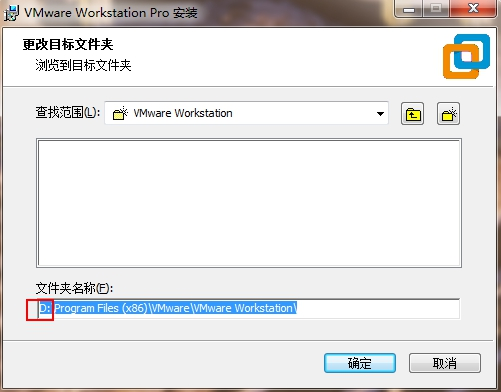 VMware Workstation Pro 安装
更改目标文件夹
浏览到目标文件夹
查找范围(L):
VMware Workstation
文件夹名称(F):
D: Program Files (x86)\VMware\VMware Workstation\
确定
取消